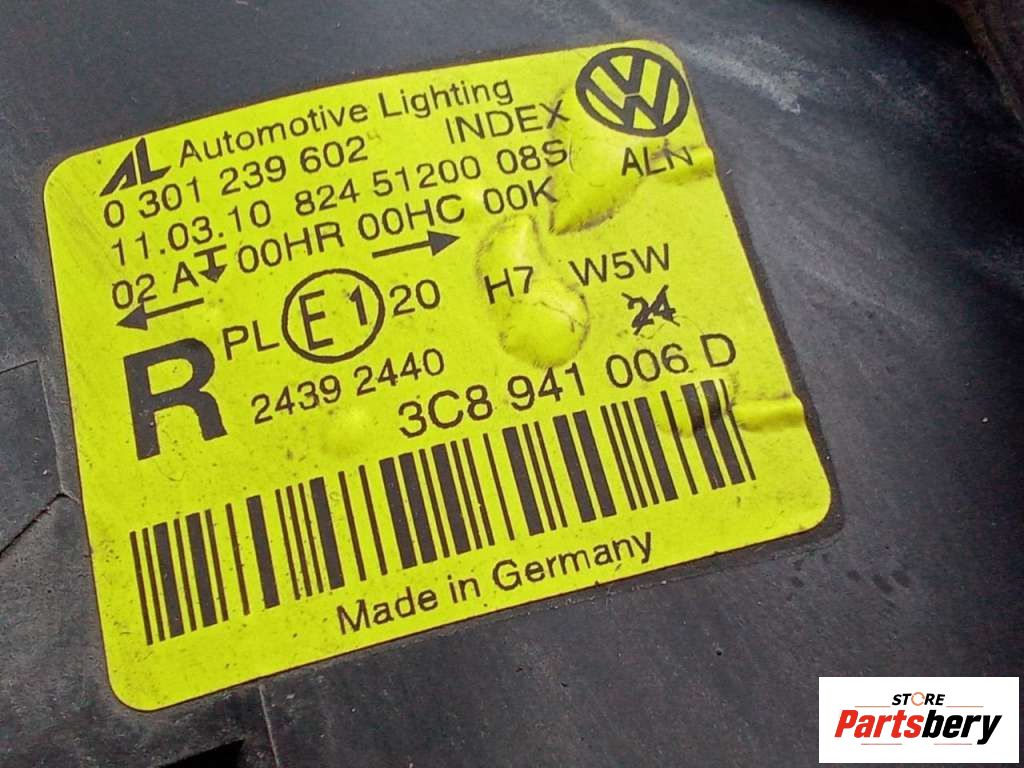 AL Automotive Lighting
0 301 239 602 INDEX
11.03.10 824 51200 08S ALN
02 A 00HR 00HC 00K
PL E1 20 H7 W5W
24
R 2439 2440
3C8 941 006 D
Made in Germany
STORE
Partsbery